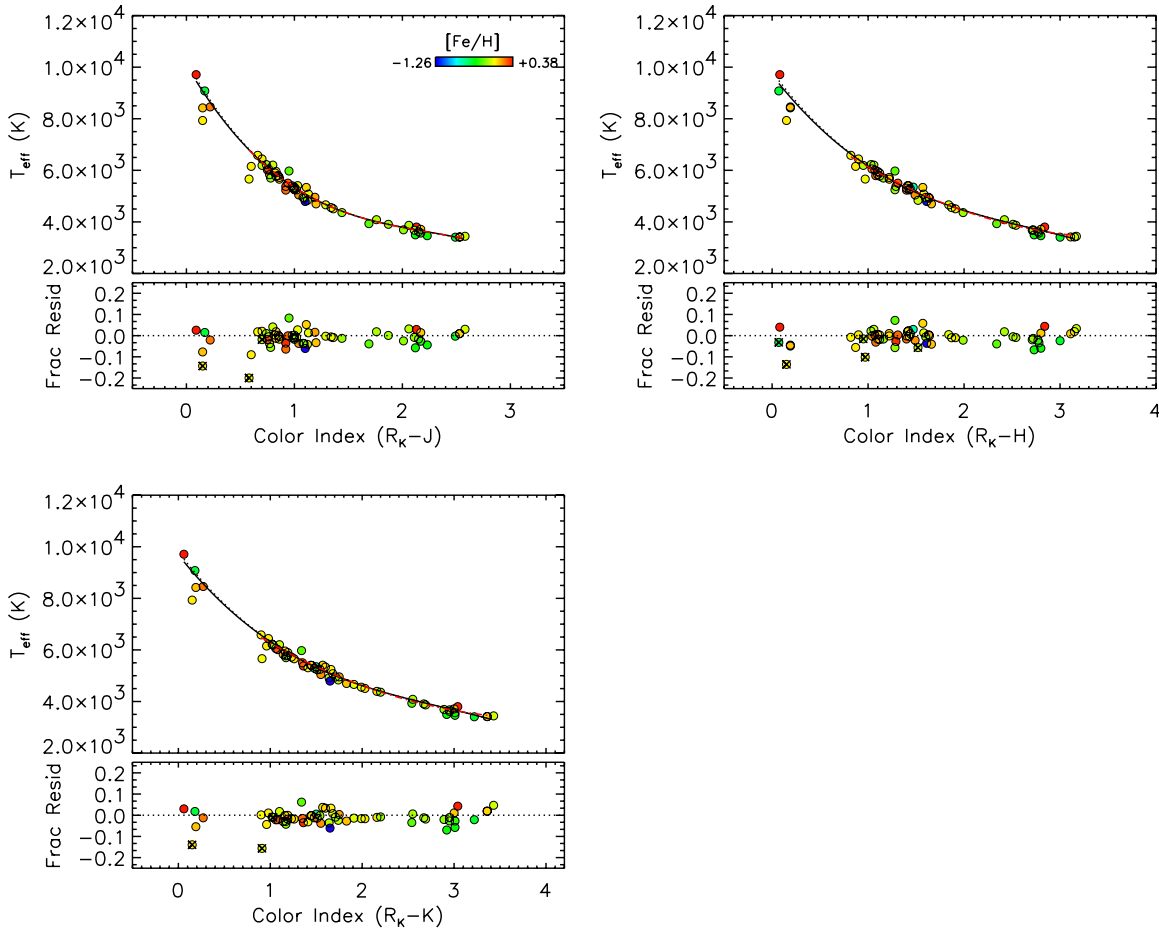 1.2×10⁴
1.0×10⁴
8.0×10³
6.0×10³
4.0×10³
2.0×10³
T_eff (K)
[Fe/H]
−1.26
+0.38
0.2
0.1
0.0
−0.1
−0.2
Frac Resid
0 1 2 3
Color Index (R_K−J)
1.2×10⁴
1.0×10⁴
8.0×10³
6.0×10³
4.0×10³
2.0×10³
T_eff (K)
0.2
0.1
0.0
−0.1
−0.2
Frac Resid
0 1 2 3 4
Color Index (R_K−H)
1.2×10⁴
1.0×10⁴
8.0×10³
6.0×10³
4.0×10³
2.0×10³
T_eff (K)
0.2
0.1
0.0
−0.1
−0.2
Frac Resid
0 1 2 3 4
Color Index (R_K−K)